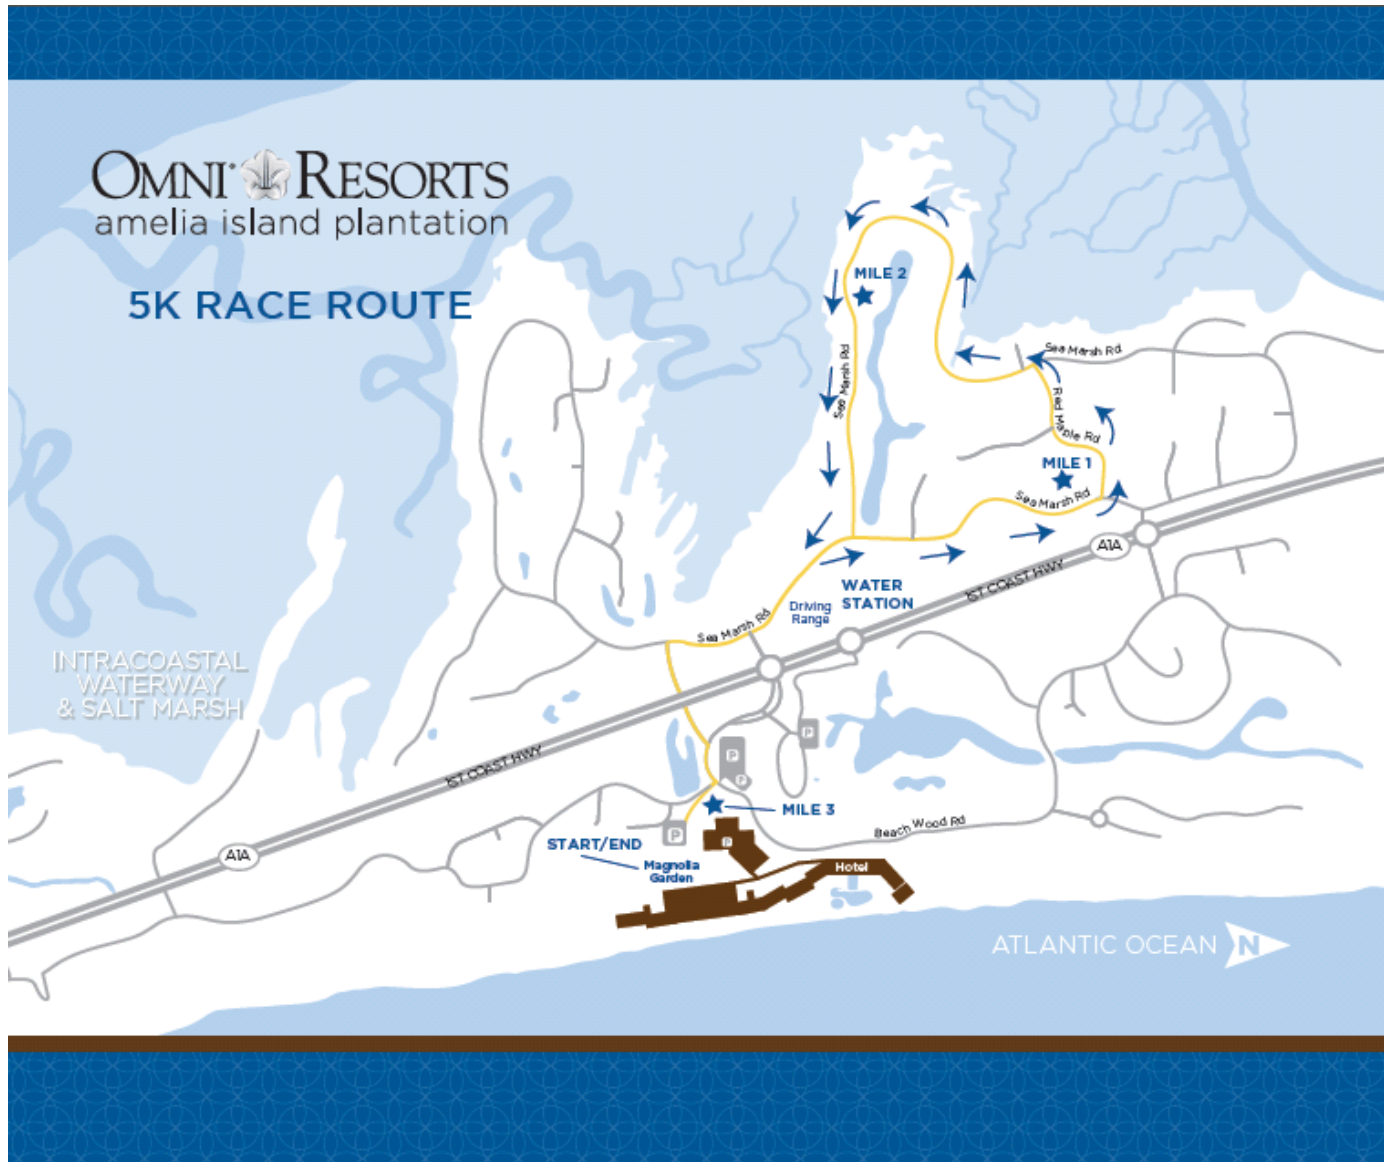 OMNI® RESORTS
amelia island plantation
5K RACE ROUTE
MILE 2
Sea Marsh Rd
Sea Marsh Rd
Red Maple Rd
MILE 1
Sea Marsh Rd
A1A
1ST COAST HWY
WATER
STATION
Driving
Range
Sea Marsh Rd
INTRACOASTAL
WATERWAY
& SALT MARSH
1ST COAST HWY
P
P
P
MILE 3
P
P
Beach Wood Rd
START/END
A1A
Magnolia
Garden
Hotel
ATLANTIC OCEAN N